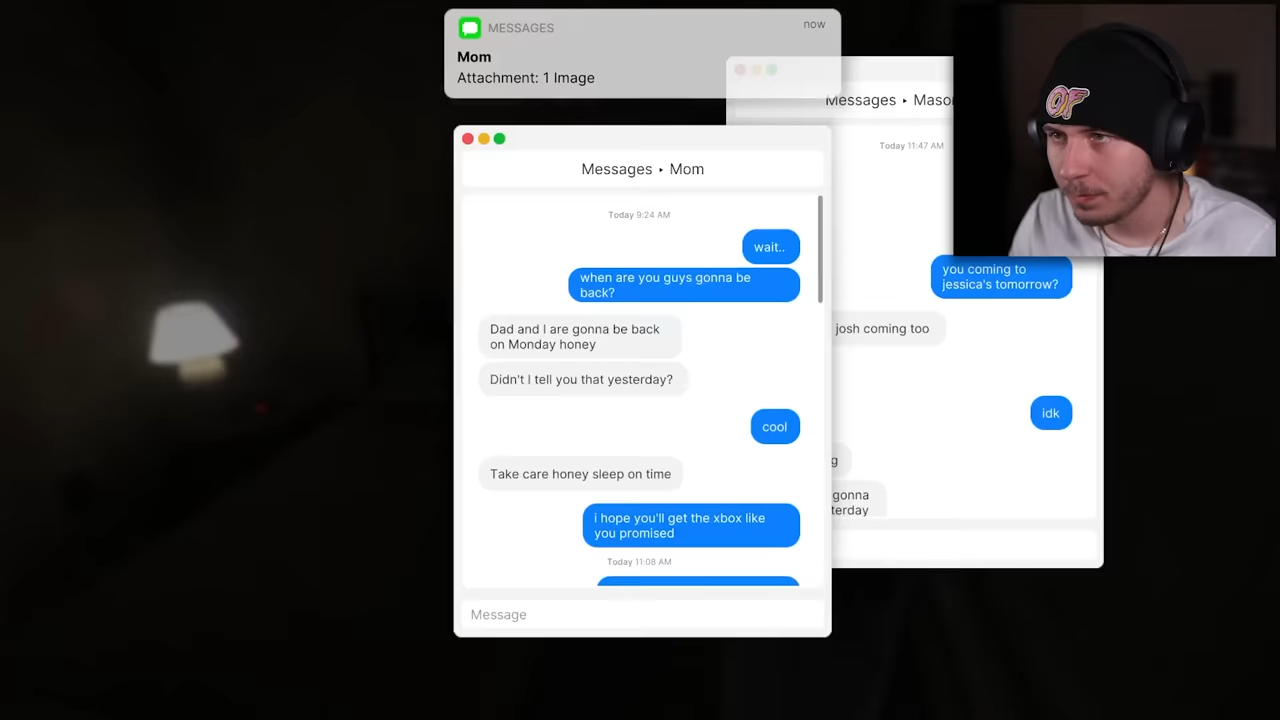 MESSAGES
now
Mom
Attachment: 1 Image
Messages ‣ Mom
Today 9:24 AM
wait..
when are you guys gonna be
back?
Dad and I are gonna be back
on Monday honey
Didn't I tell you that yesterday?
cool
Take care honey sleep on time
i hope you'll get the xbox like
you promised
Today 11:08 AM
Message
Messages ‣ Mason
Today 11:47 AM
you coming to
jessica's tomorrow?
josh coming too
idk
g
gonna
terday
OF